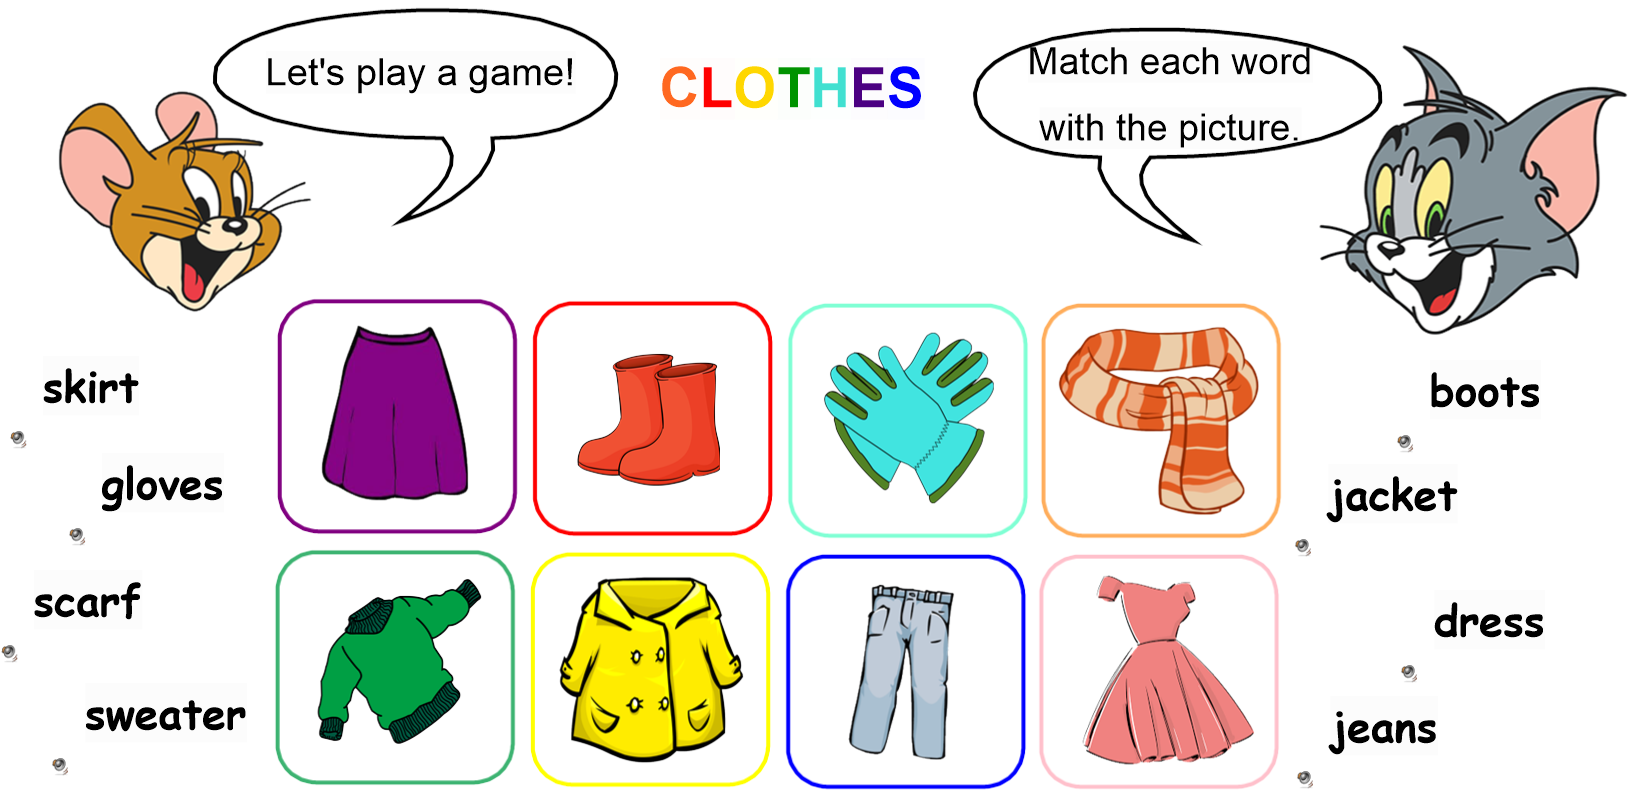 Let's play a game!
CLOTHES
Match each word
with the picture.
skirt
gloves
scarf
sweater
boots
jacket
dress
jeans